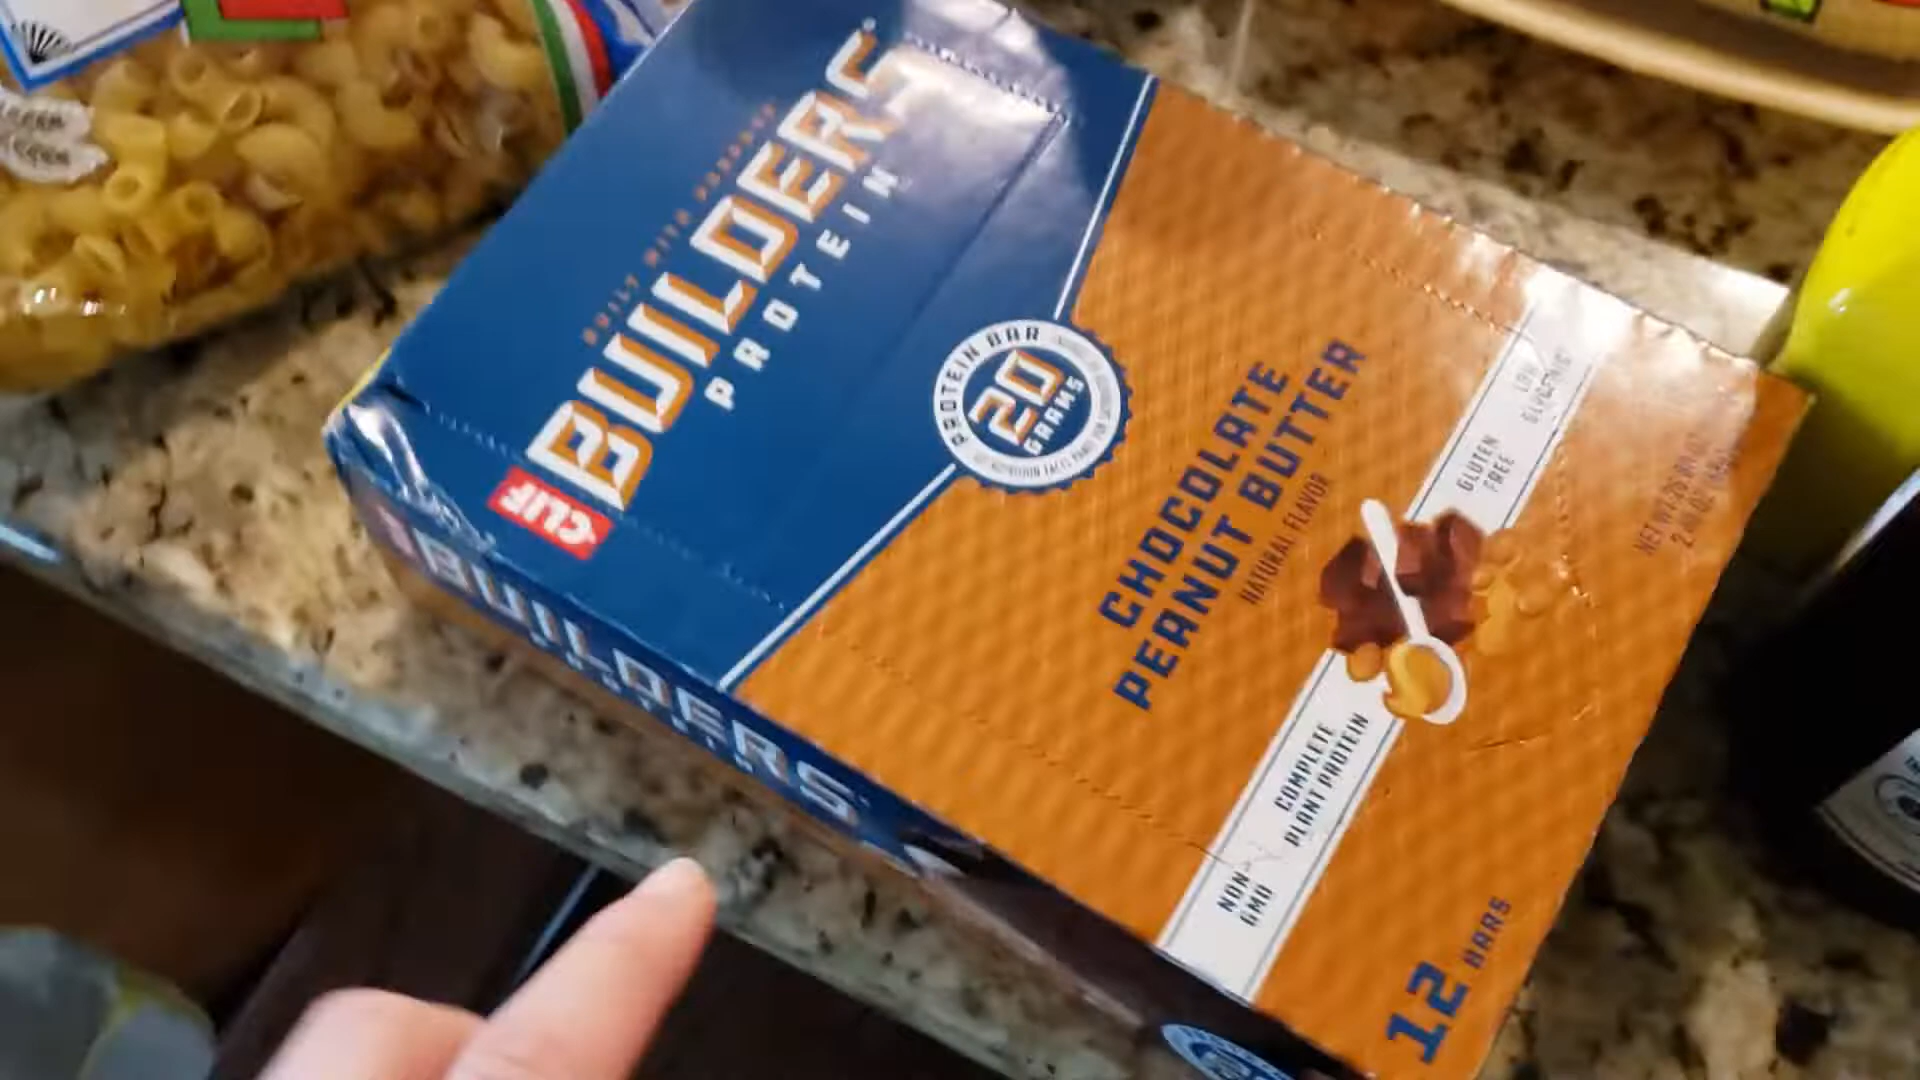 BUILT WITH PURPOSE
CLIF BUILDERS
PROTEIN
PROTEIN BAR
20
GRAMS
CHOCOLATE
PEANUT BUTTER
NATURAL FLAVOR
LOW
GLYCEMIC
GLUTEN
FREE
COMPLETE
PLANT PROTEIN
NON-
GMO
12 BARS
BUILDERS
PROTEIN